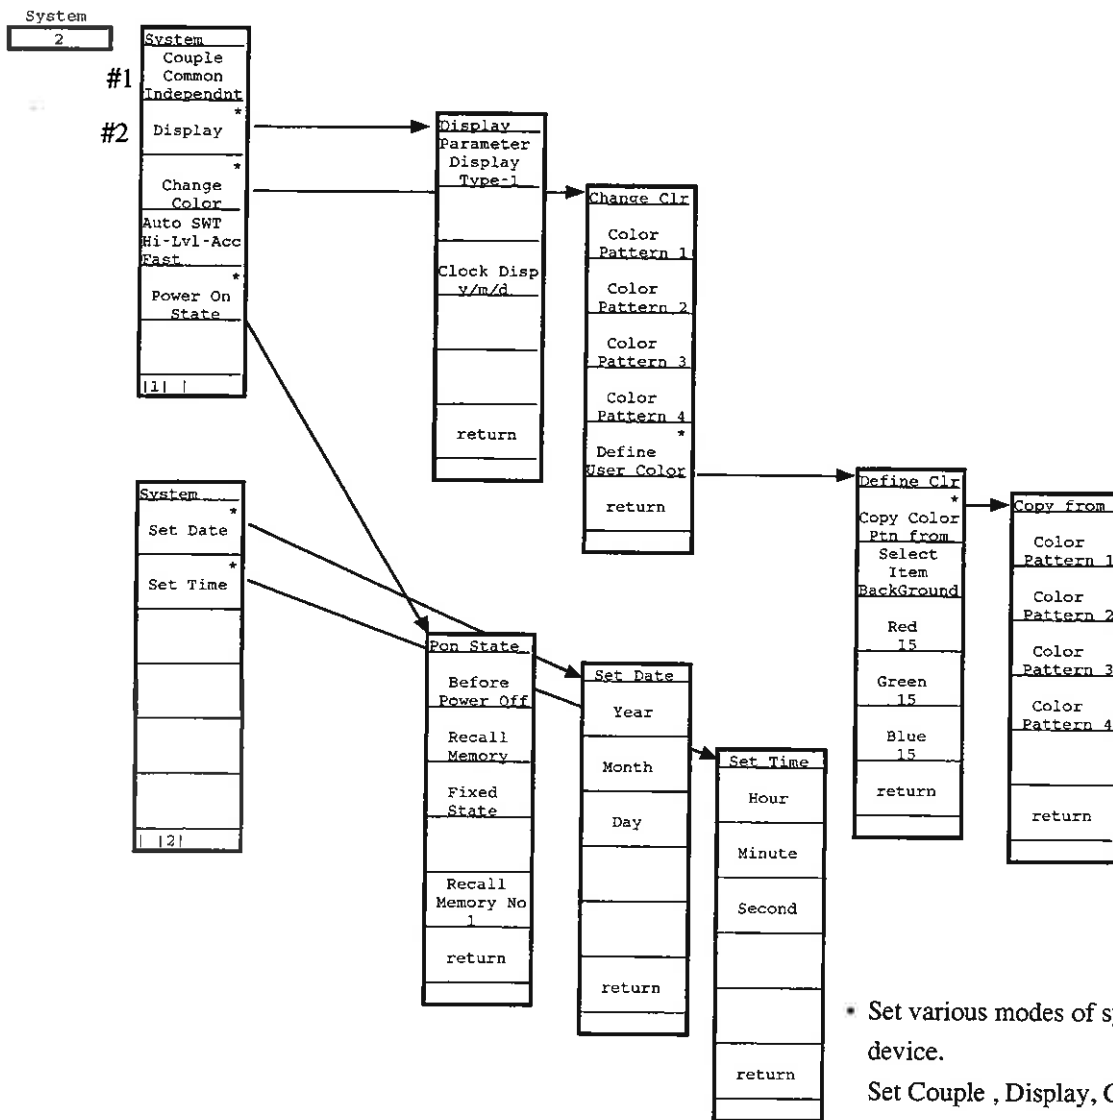 System
2
System
Couple
Common
Independnt
#1
*
Display
#2
*
Change
Color
Auto SWT
Hi-Lvl-Acc
Fast
*
Power On
State
|1| |
Display
Parameter
Display
Type-1
Clock Disp
y/m/d
return
Change Clr
Color
Pattern 1
Color
Pattern 2
Color
Pattern 3
Color
Pattern 4
*
Define
User Color
return
Define Clr
*
Copy Color
Ptn from
Select
Item
BackGround
Red
15
Green
15
Blue
15
return
Copy from
Color
Pattern 1
Color
Pattern 2
Color
Pattern 3
Color
Pattern 4
return
System
*
Set Date
*
Set Time
| |2|
Pon State
Before
Power Off
Recall
Memory
Fixed
State
Recall
Memory No
1
return
Set Date
Year
Month
Day
return
Set Time
Hour
Minute
Second
return
• Set various modes of s
device.
Set Couple , Display, C